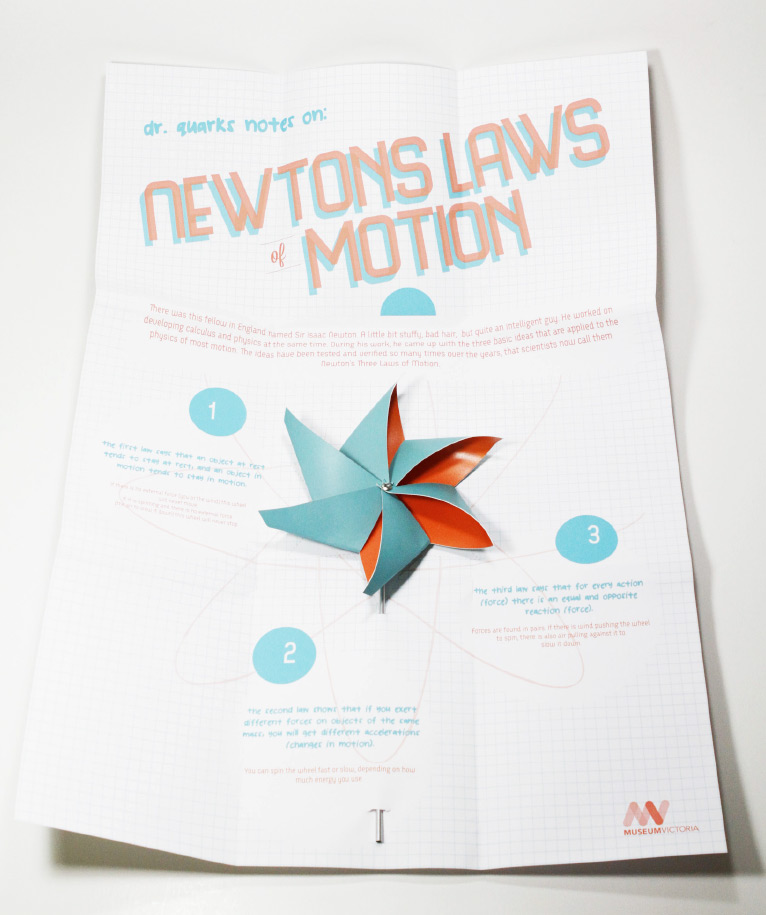 dr. quarks notes on:
NEWTONS LAWS
of MOTION
There was this fellow in England named Sir Isaac Newton. A little bit stuffy, bad hair, but quite an intelligent guy. He worked on
developing calculus and physics at the same time. During his work, he came up with the three basic ideas that are applied to the
physics of most motion. The ideas have been tested and verified so many times over the years, that scientists now call them
Newton's Three Laws of Motion.
1
The first law says that an object at rest
tends to stay at rest, and an object in
motion tends to stay in motion.
3
The third law says that for every action
(force) there is an equal and opposite
reaction (force).
Forces are found in pairs. If there is wind pushing the wheel
to spin, there is also air pulling against it to
slow it down
2
The second law shows that if you exert
different forces on objects of the same
mass, you will get different accelerations
(changes in motion).
You can spin the wheel fast or slow, depending on how
much energy you use.
MUSEUMVICTORIA